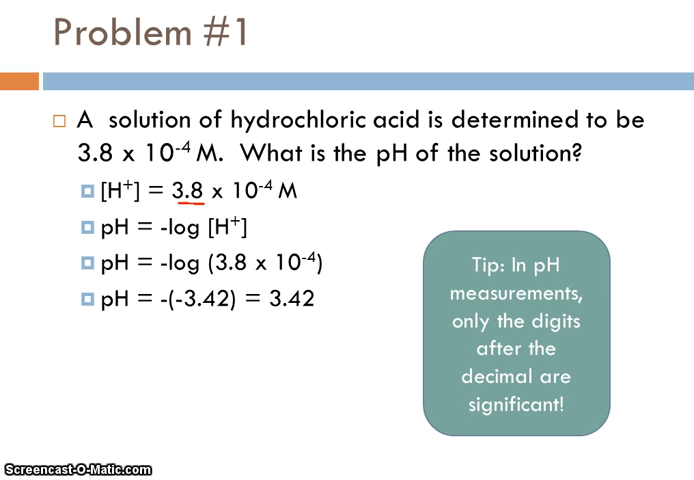 Problem #1
A solution of hydrochloric acid is determined to be
3.8 x 10⁻⁴ M. What is the pH of the solution?
[H⁺] = 3.8 x 10⁻⁴ M
pH = -log [H⁺]
pH = -log (3.8 x 10⁻⁴)
pH = -(-3.42) = 3.42
Tip: In pH
measurements,
only the digits
after the
decimal are
significant!
Screencast-O-Matic.com